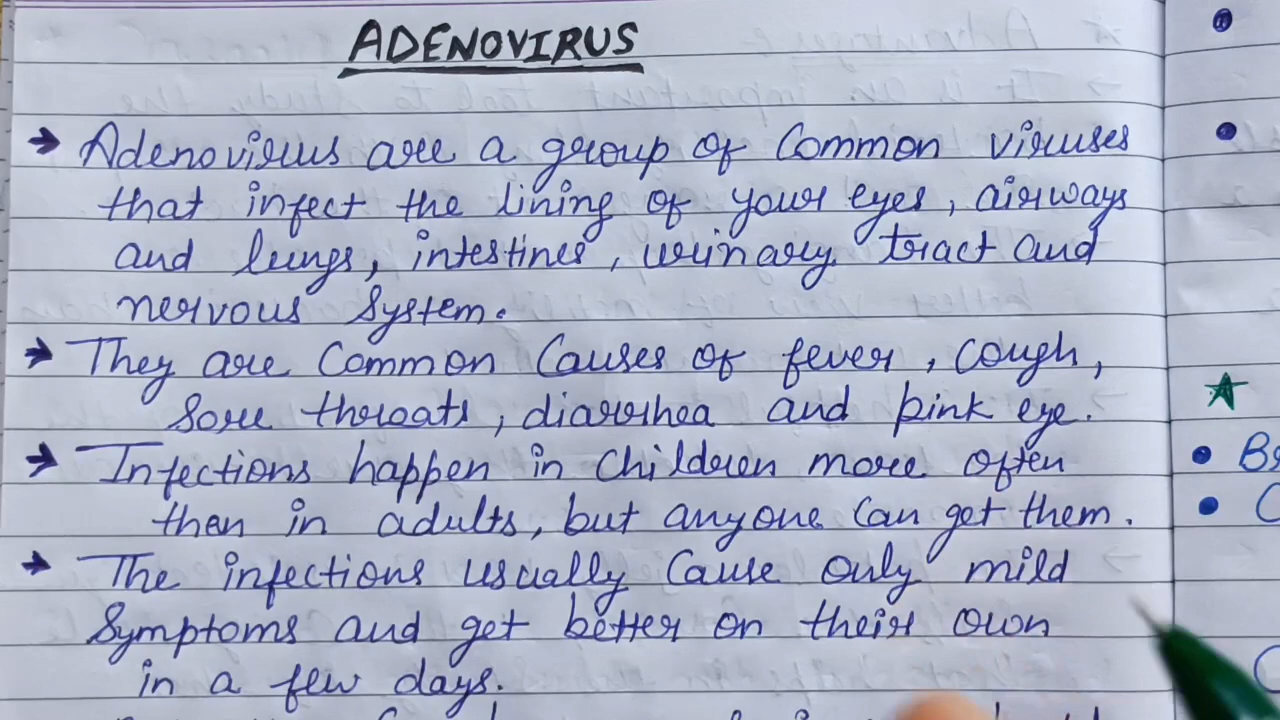 ADENOVIRUS
→ Adenovirus are a group of Common viruses
that infect the lining of your eyes, airways
and lungs, intestines, urinary tract and
nervous System.
→ They are Common Causes of fever, Cough,
Sore throats, diarrhea and pink eye.
→ Infections happen in Children more often
then in adults, but anyone Can get them.
→ The infections usually Cause only mild
Symptoms and get better on their own
in a few days.